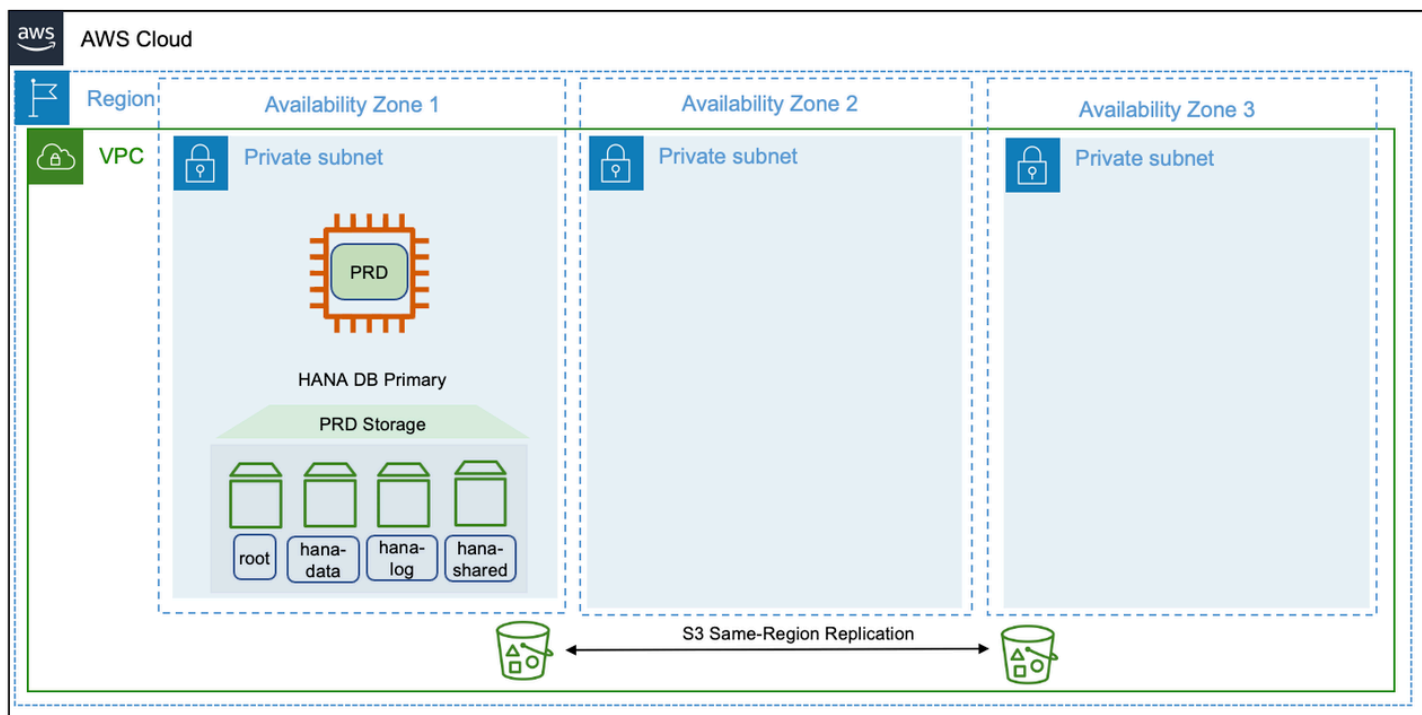 aws
AWS Cloud
Region
Availability Zone 1
Availability Zone 2
Availability Zone 3
VPC
Private subnet
Private subnet
Private subnet
PRD
HANA DB Primary
PRD Storage
root
hana-
data
hana-
log
hana-
shared
S3 Same-Region Replication